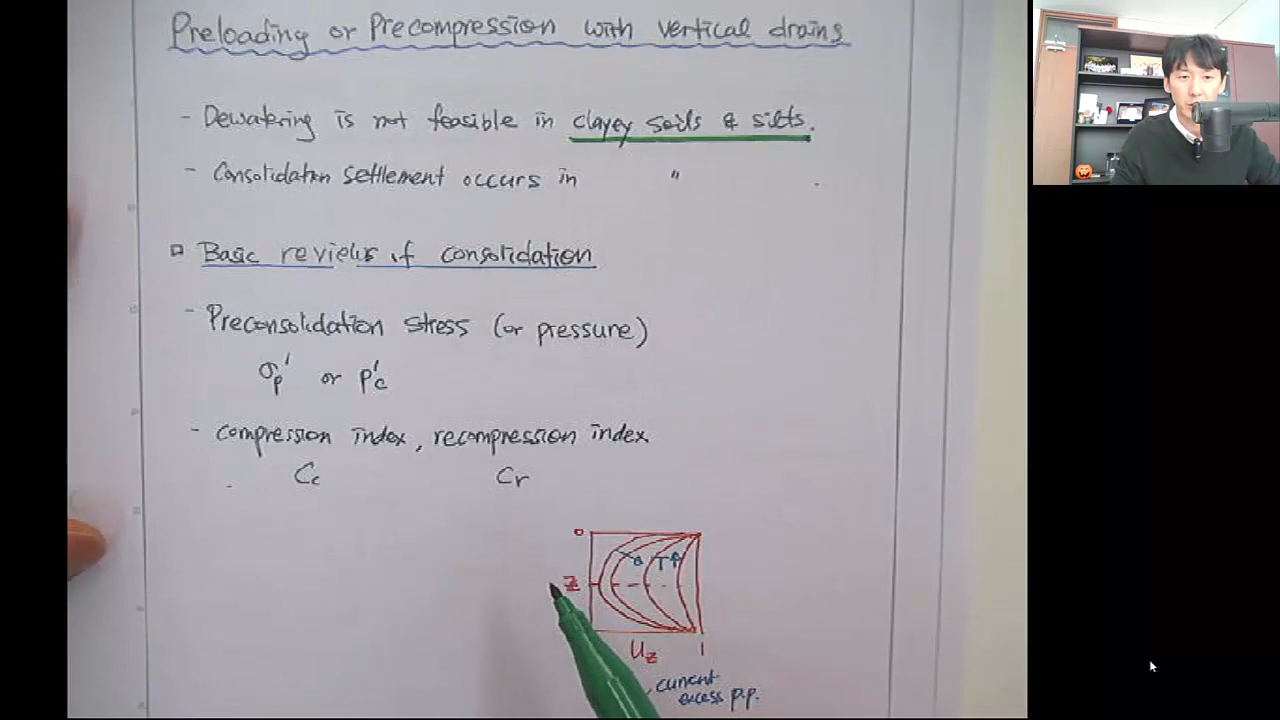 Preloading or Precompression with vertical drains
- Dewatering is not feasible in clayey soils & silts.
- Consolidation settlement occurs in "
Basic reviews of consolidation
- Preconsolidation stress (or pressure)
σp' or p'c
- compression index, recompression index
Cc Cr
0
Z
Uz 1
current
excess p.p.